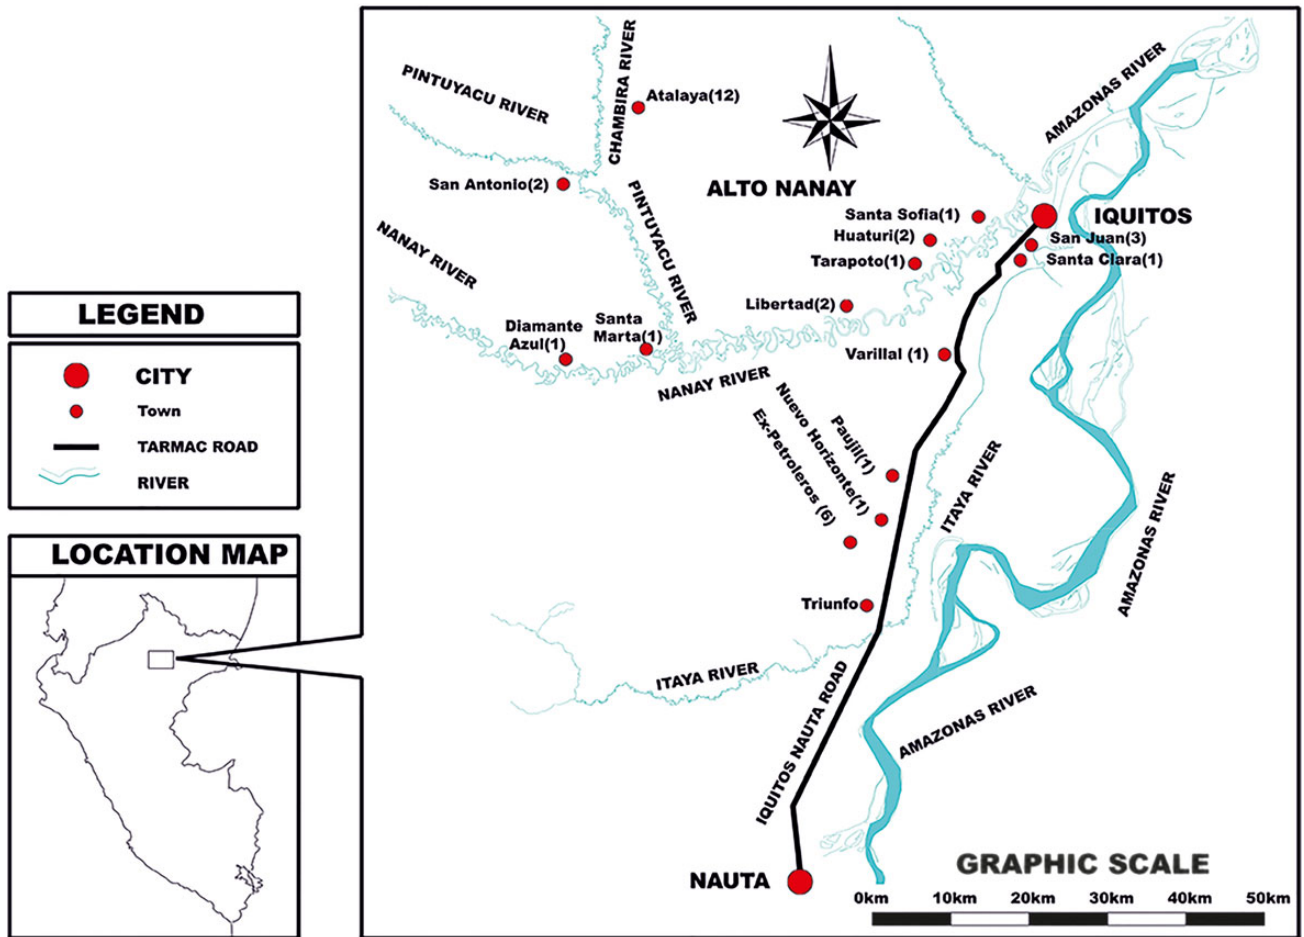 LEGEND
CITY
Town
TARMAC ROAD
RIVER
LOCATION MAP
PINTUYACU RIVER
CHAMBIRA RIVER
Atalaya(12)
AMAZONAS RIVER
San Antonio(2)
ALTO NANAY
PINTUYACU RIVER
Santa Sofia(1)
IQUITOS
NANAY RIVER
Huaturi(2)
San Juan(3)
Tarapoto(1)
Santa Clara(1)
Libertad(2)
Diamante
Azul(1)
Santa
Marta(1)
Varillal (1)
NANAY RIVER
Nuevo Horizonte(1)
Paujil(1)
Ex-Petroleros (6)
ITAYA RIVER
AMAZONAS RIVER
Triunfo
ITAYA RIVER
IQUITOS NAUTA ROAD
AMAZONAS RIVER
NAUTA
GRAPHIC SCALE
0km 10km 20km 30km 40km 50km